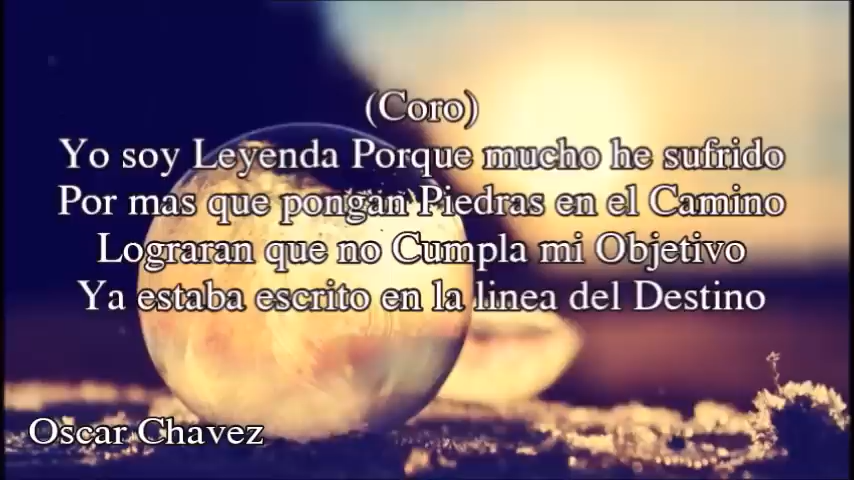 (Coro)
Yo soy Leyenda Porque mucho he sufrido
Por mas que pongan Piedras en el Camino
Lograran que no Cumpla mi Objetivo
Ya estaba escrito en la linea del Destino
Oscar Chavez